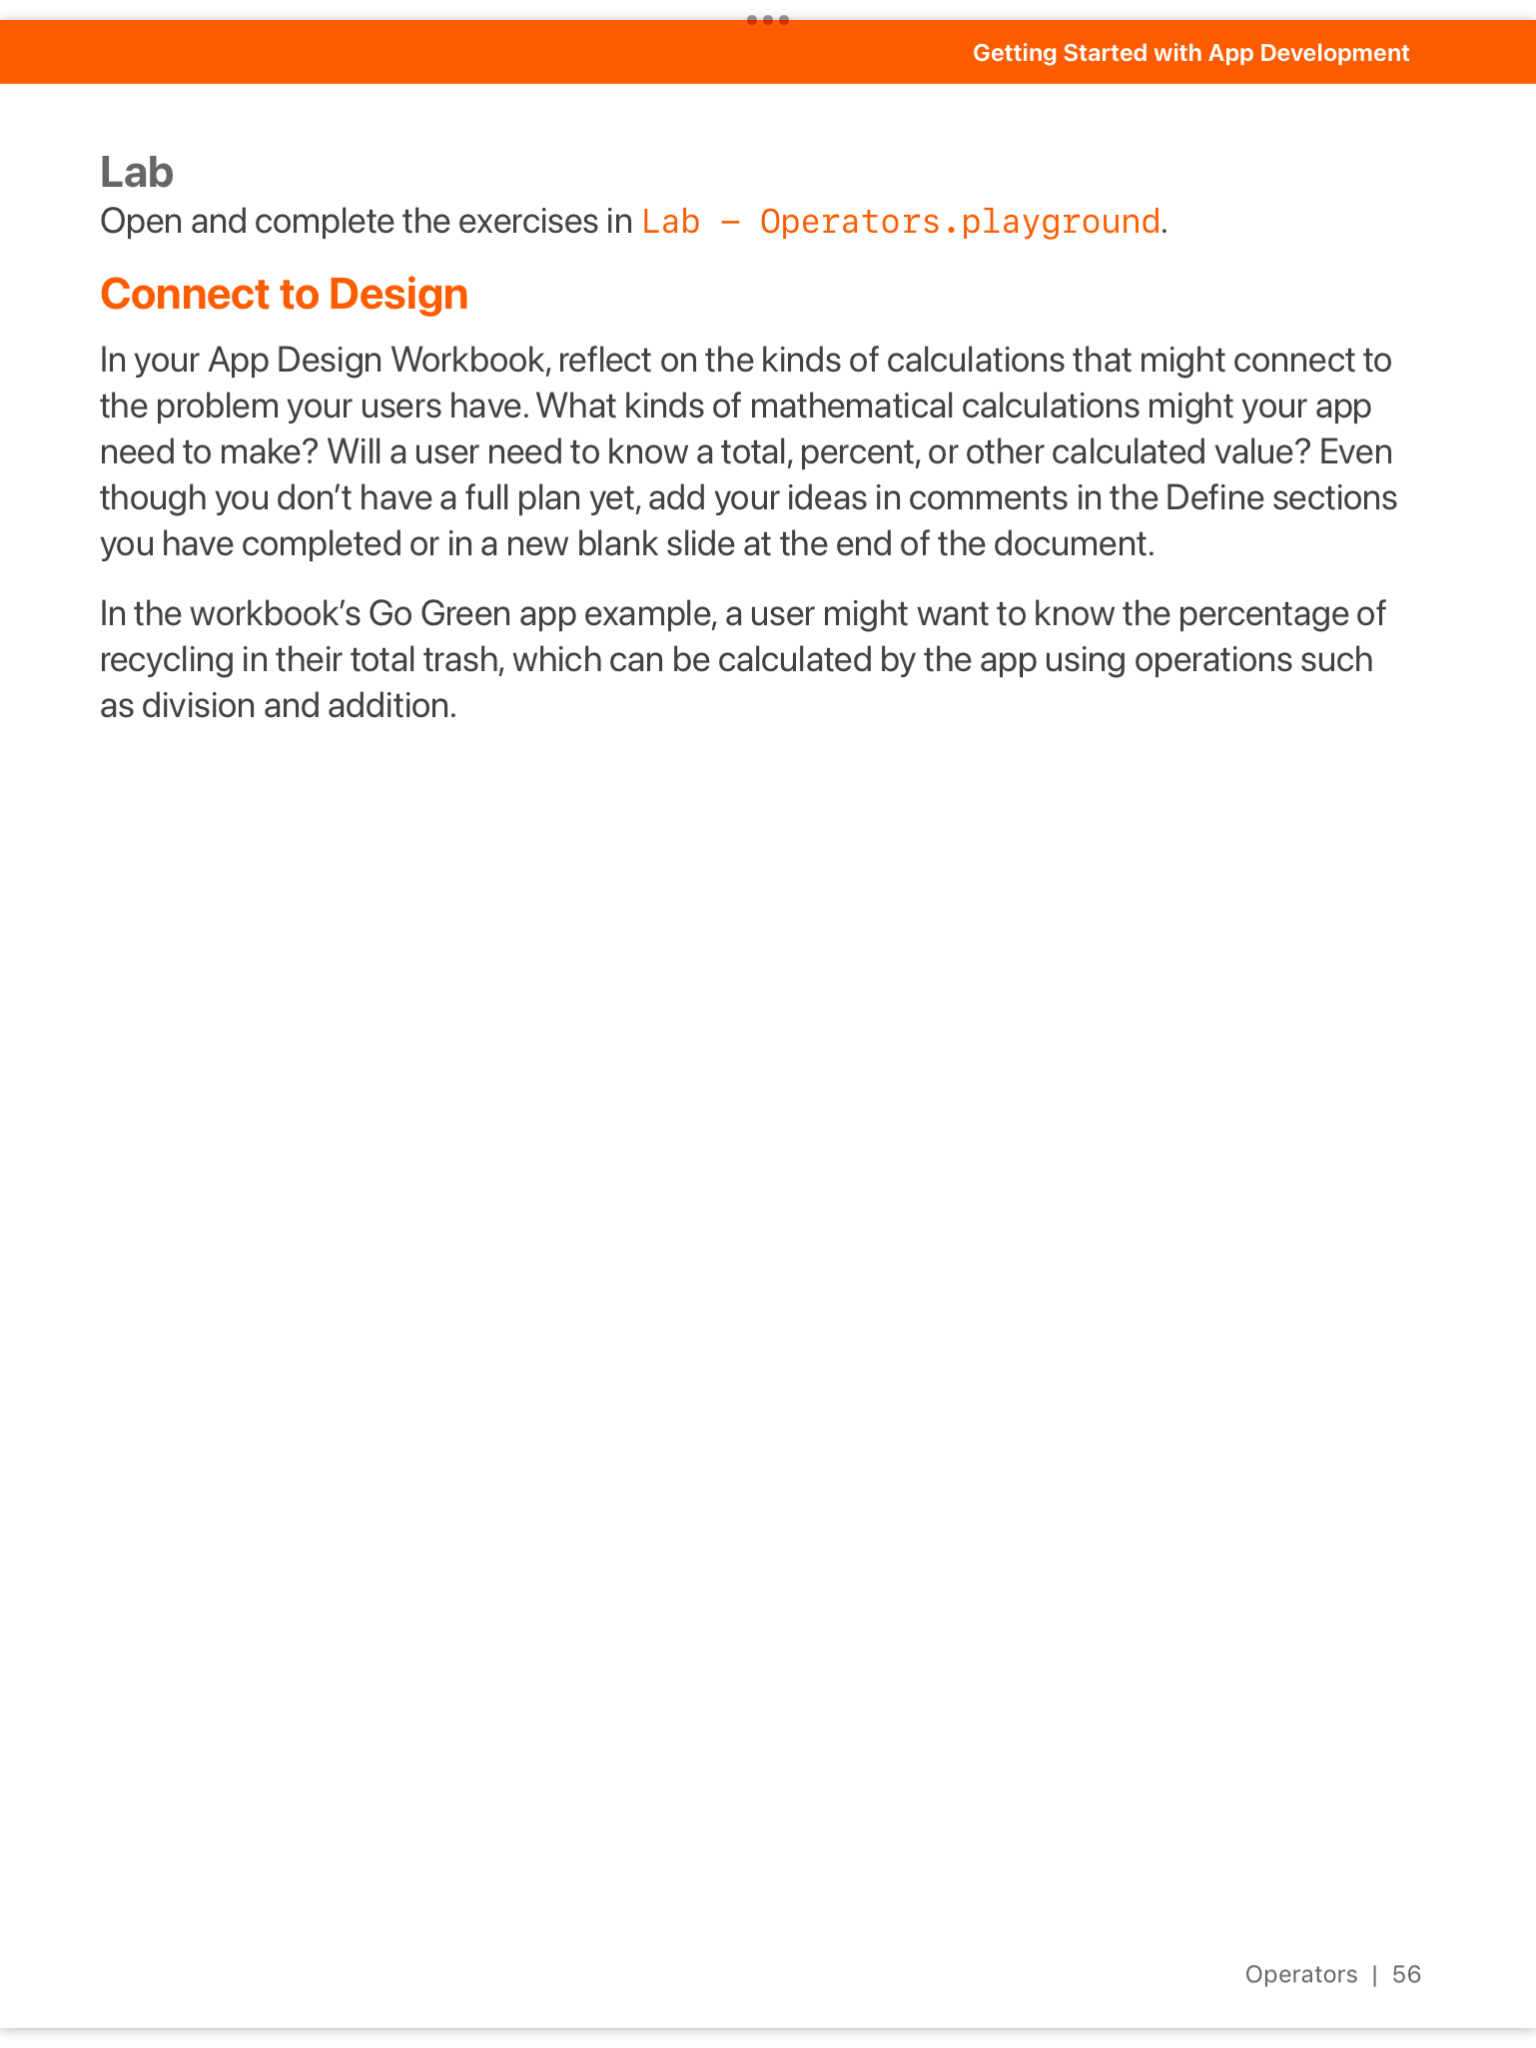 Getting Started with App Development
Lab
Open and complete the exercises in Lab – Operators.playground.
Connect to Design
In your App Design Workbook, reflect on the kinds of calculations that might connect to
the problem your users have. What kinds of mathematical calculations might your app
need to make? Will a user need to know a total, percent, or other calculated value? Even
though you don’t have a full plan yet, add your ideas in comments in the Define sections
you have completed or in a new blank slide at the end of the document.
In the workbook’s Go Green app example, a user might want to know the percentage of
recycling in their total trash, which can be calculated by the app using operations such
as division and addition.
Operators | 56